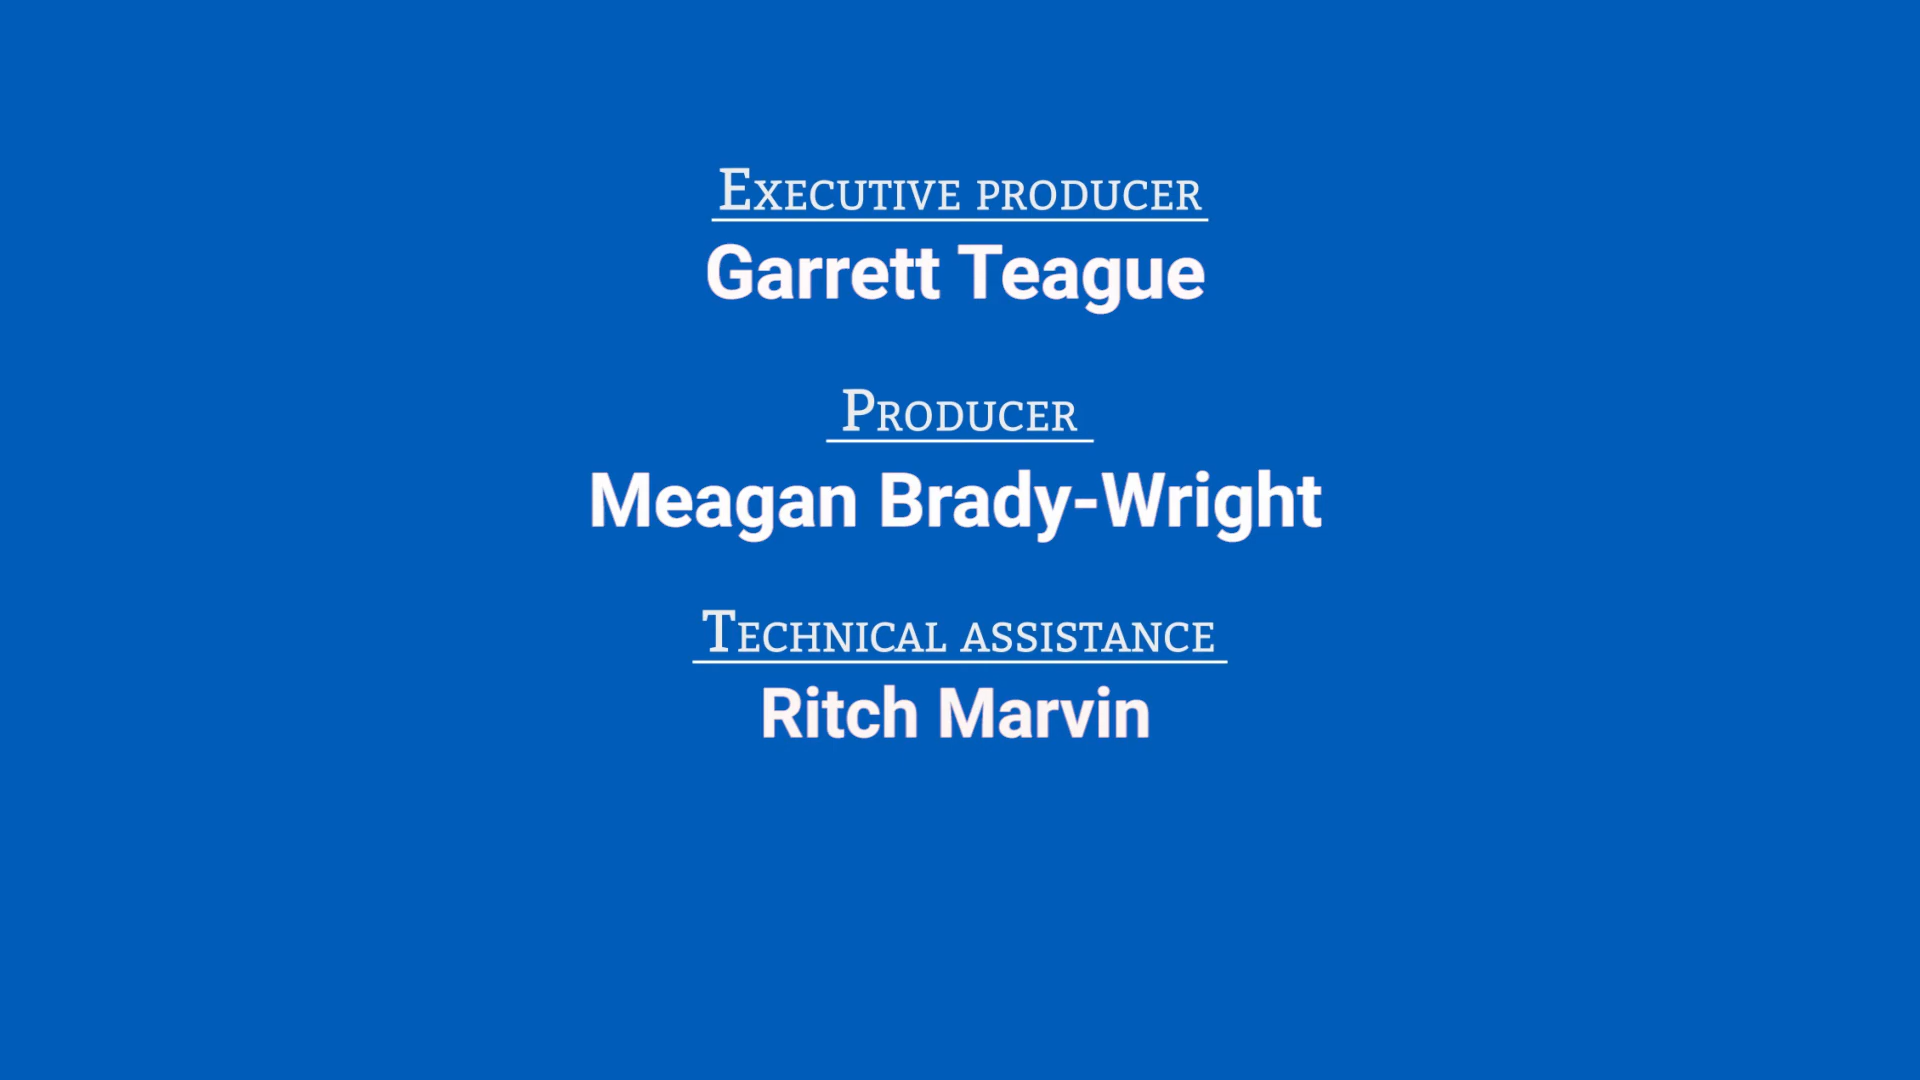 Executive producer
Garrett Teague
Producer
Meagan Brady-Wright
Technical assistance
Ritch Marvin